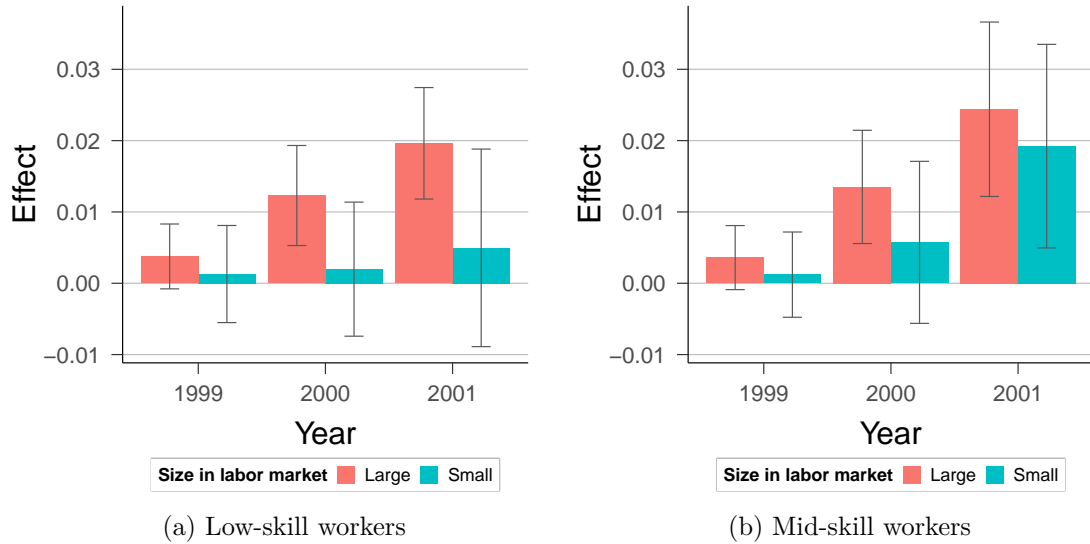 0.03
0.02
0.01
0.00
−0.01
Effect
1999
2000
2001
Year
Size in labor market Large Small
(a) Low-skill workers
0.03
0.02
0.01
0.00
−0.01
Effect
1999
2000
2001
Year
Size in labor market Large Small
(b) Mid-skill workers